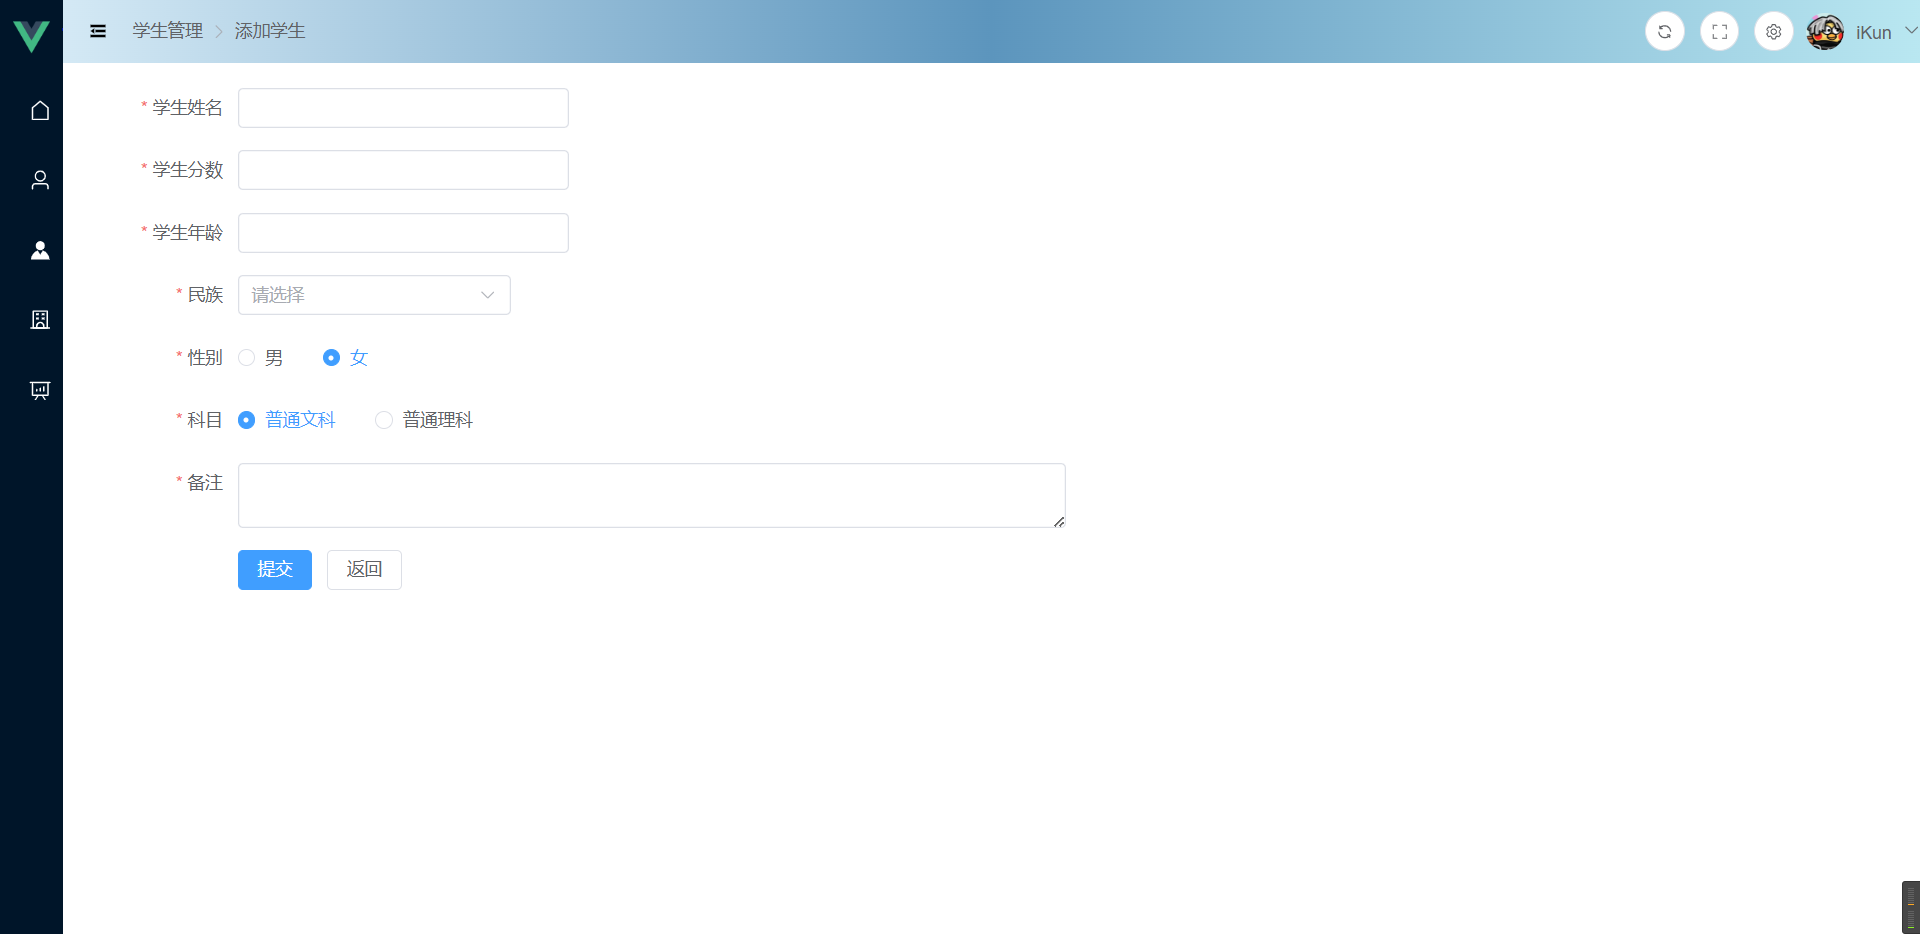 学生管理 > 添加学生
iKun
* 学生姓名
* 学生分数
* 学生年龄
* 民族 请选择
* 性别 男 女
* 科目 普通文科 普通理科
* 备注
提交 返回